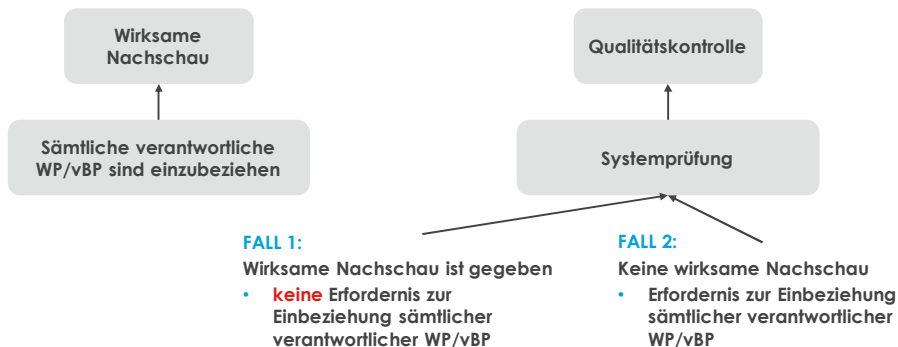 Wirksame
Nachschau
Qualitätskontrolle
Sämtliche verantwortliche
WP/vBP sind einzubeziehen
Systemprüfung
FALL 1:
Wirksame Nachschau ist gegeben
• keine Erfordernis zur
Einbeziehung sämtlicher
verantwortlicher WP/vBP
FALL 2:
Keine wirksame Nachschau
• Erfordernis zur Einbeziehung
sämtlicher verantwortlicher
WP/vBP